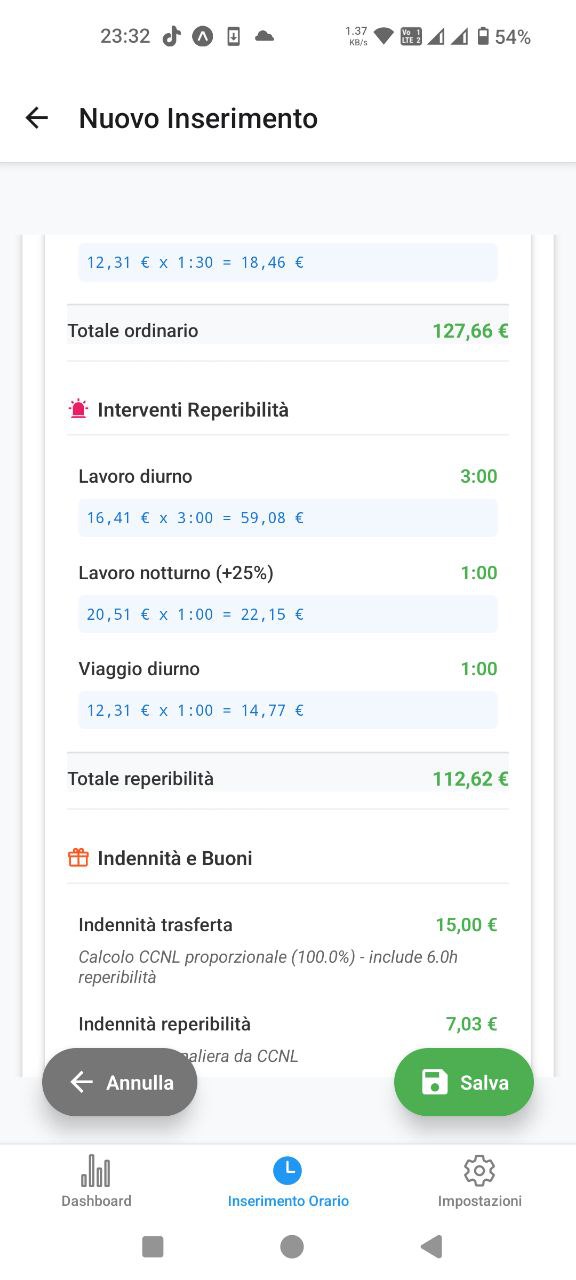 23:32
1.37
KB/s
Vo 1
LTE 2
54%
Nuovo Inserimento
12,31 € x 1:30 = 18,46 €
Totale ordinario 127,66 €
Interventi Reperibilità
Lavoro diurno 3:00
16,41 € x 3:00 = 59,08 €
Lavoro notturno (+25%) 1:00
20,51 € x 1:00 = 22,15 €
Viaggio diurno 1:00
12,31 € x 1:00 = 14,77 €
Totale reperibilità 112,62 €
Indennità e Buoni
Indennità trasferta 15,00 €
Calcolo CCNL proporzionale (100.0%) - include 6.0h
reperibilità
Indennità reperibilità 7,03 €
da CCNL
Annulla
Salva
Dashboard
Inserimento Orario
Impostazioni